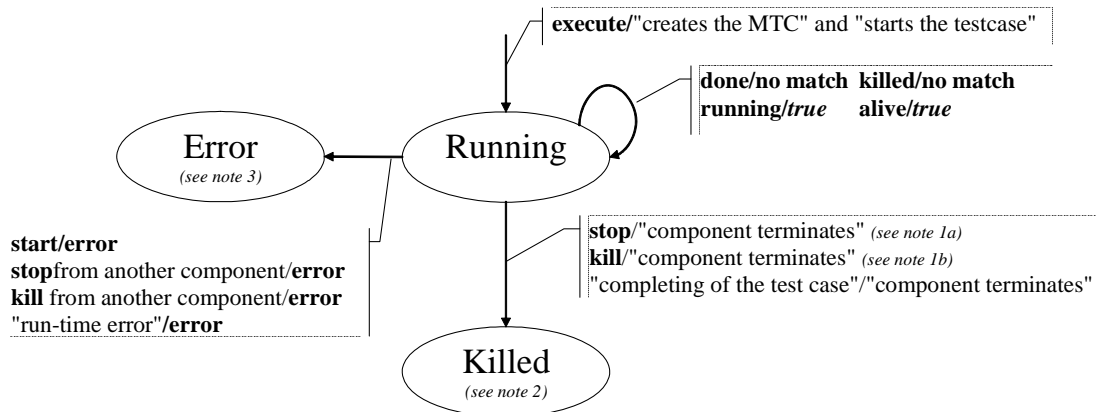 execute/"creates the MTC" and "starts the testcase"
done/no match killed/no match
running/true alive/true
Error
(see note 3)
Running
start/error
stopfrom another component/error
kill from another component/error
"run-time error"/error
stop/"component terminates" (see note 1a)
kill/"component terminates" (see note 1b)
"completing of the test case"/"component terminates"
Killed
(see note 2)